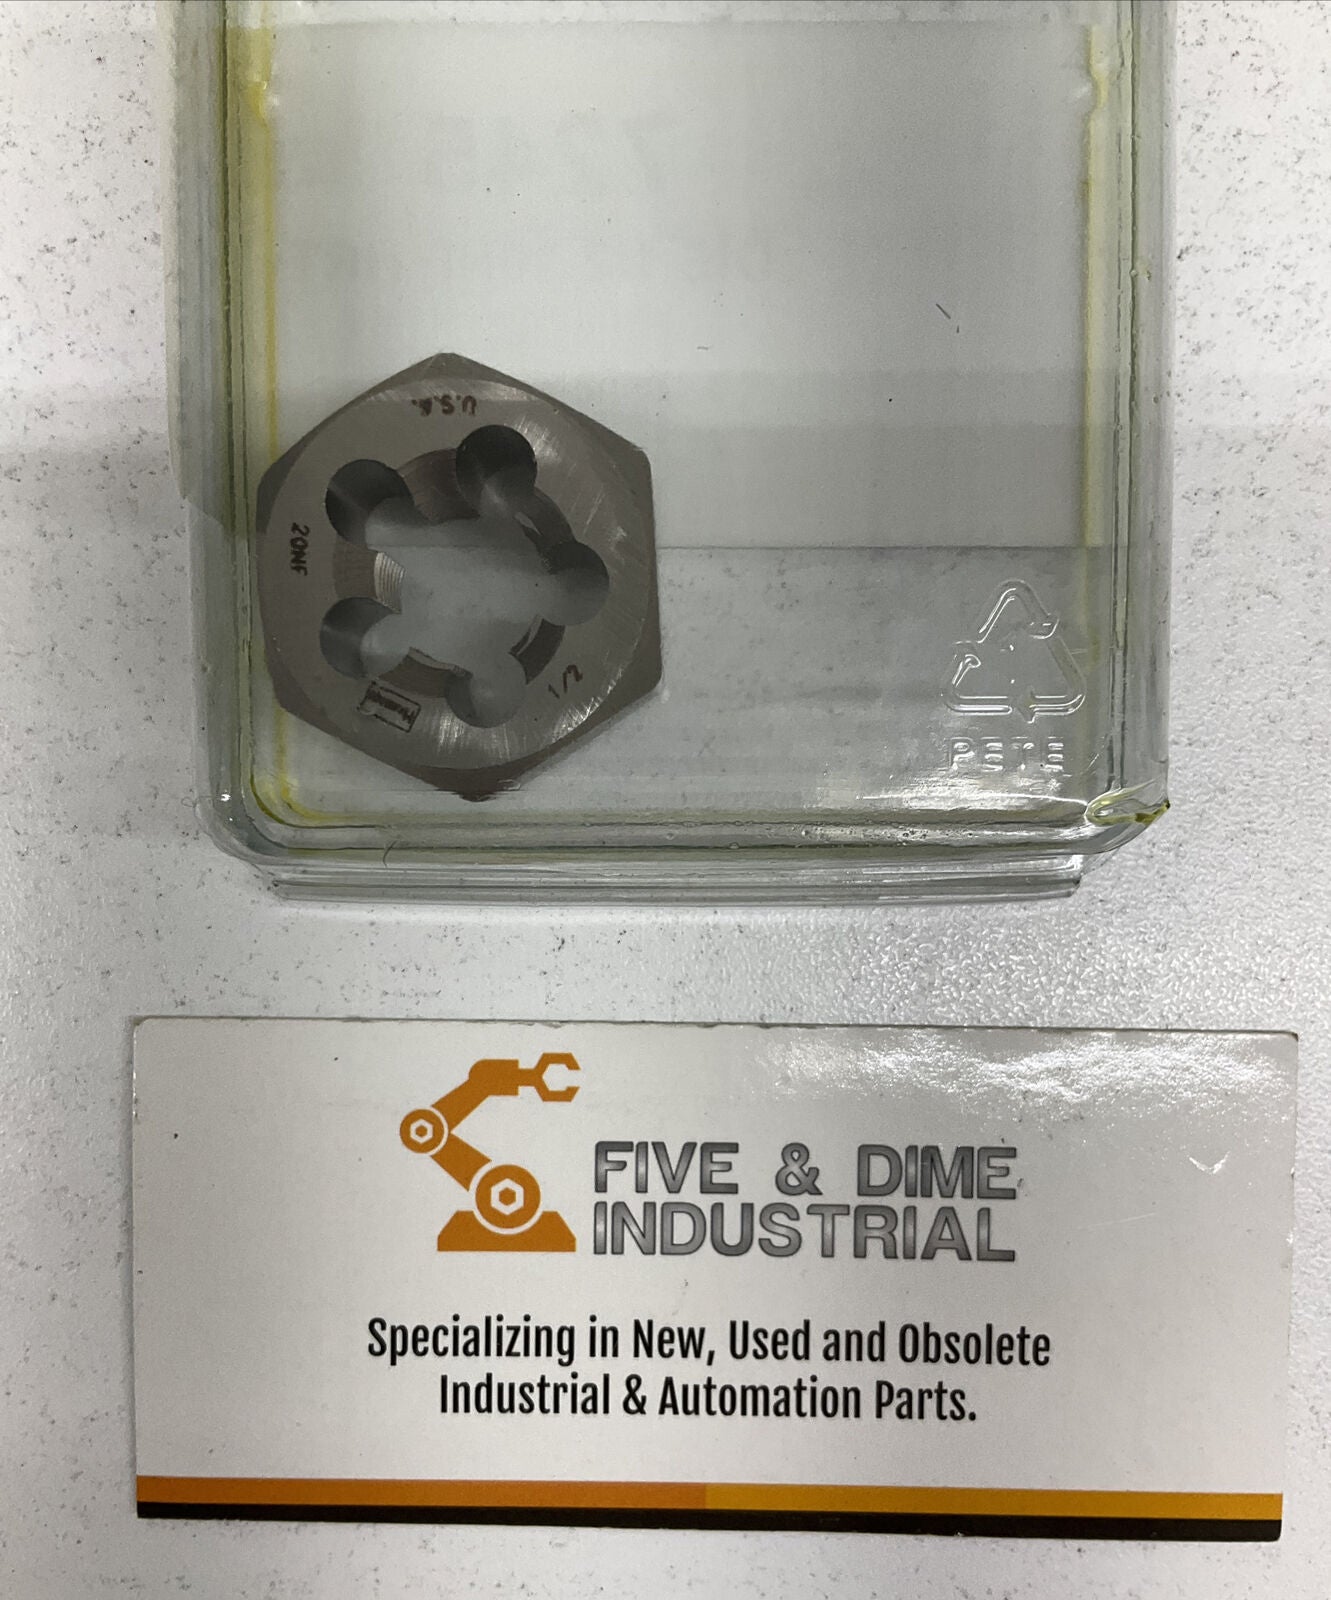 U.S.A.
20NF
1/2
PETE
FIVE & DIME
INDUSTRIAL
Specializing in New, Used and Obsolete
Industrial & Automation Parts.